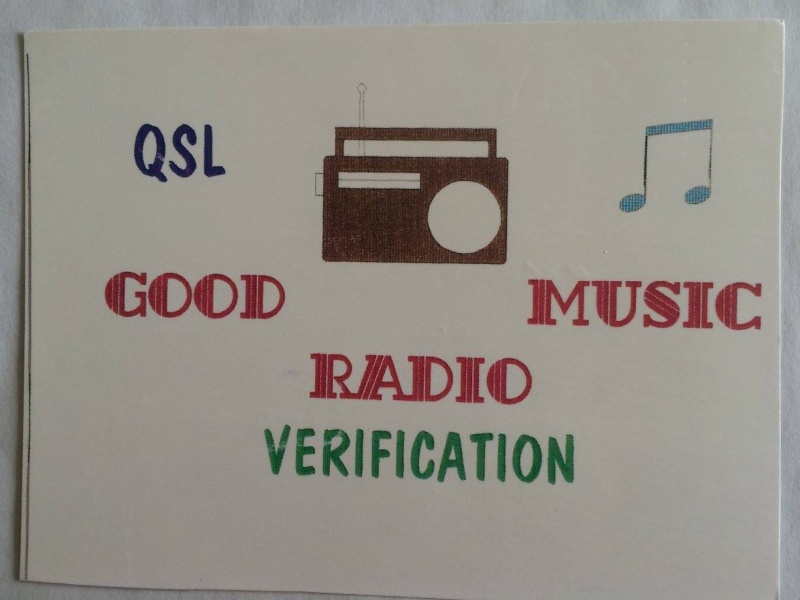 QSL
GOOD MUSIC
RADIO
VERIFICATION